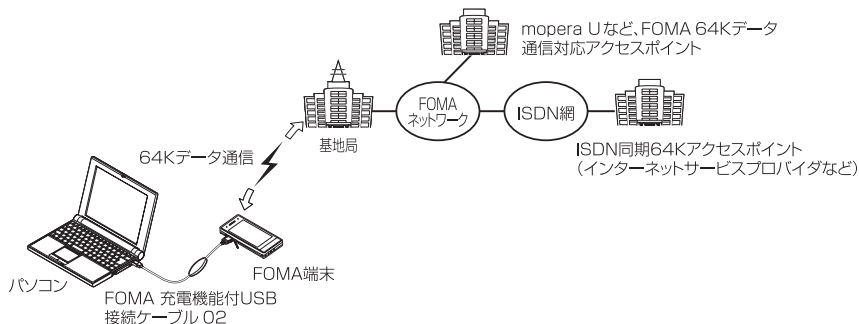 mopera Uなど、FOMA 64Kデータ
通信対応アクセスポイント
FOMA
ネットワーク
ISDN網
基地局
ISDN同期64Kアクセスポイント
（インターネットサービスプロバイダなど）
64Kデータ通信
FOMA端末
パソコン
FOMA 充電機能付USB
接続ケーブル 02